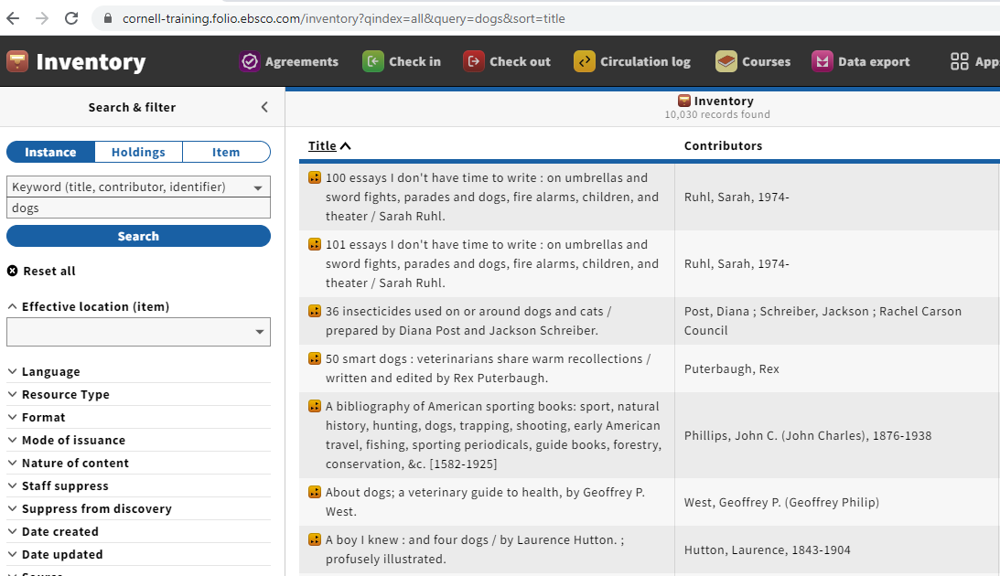 cornell-training.folio.ebsco.com/inventory?qindex=all&query=dogs&sort=title
Inventory
Agreements
Check in
Check out
Circulation log
Courses
Data export
Search & filter
Instance
Holdings
Item
Keyword (title, contributor, identifier)
dogs
Search
Reset all
Effective location (item)
Language
Resource Type
Format
Mode of issuance
Nature of content
Staff suppress
Suppress from discovery
Date created
Date updated
Inventory
10,030 records found
Title
Contributors
100 essays I don't have time to write : on umbrellas and
sword fights, parades and dogs, fire alarms, children, and
theater / Sarah Ruhl.
Ruhl, Sarah, 1974-
101 essays I don't have time to write : on umbrellas and
sword fights, parades and dogs, fire alarms, children, and
theater / Sarah Ruhl.
Ruhl, Sarah, 1974-
36 insecticides used on or around dogs and cats /
prepared by Diana Post and Jackson Schreiber.
Post, Diana ; Schreiber, Jackson ; Rachel Carson
Council
50 smart dogs : veterinarians share warm recollections /
written and edited by Rex Puterbaugh.
Puterbaugh, Rex
A bibliography of American sporting books: sport, natural
history, hunting, dogs, trapping, shooting, early American
travel, fishing, sporting periodicals, guide books, forestry,
conservation, &c. [1582-1925]
Phillips, John C. (John Charles), 1876-1938
About dogs; a veterinary guide to health, by Geoffrey P.
West.
West, Geoffrey P. (Geoffrey Philip)
A boy I knew : and four dogs / by Laurence Hutton. ;
profusely illustrated.
Hutton, Laurence, 1843-1904